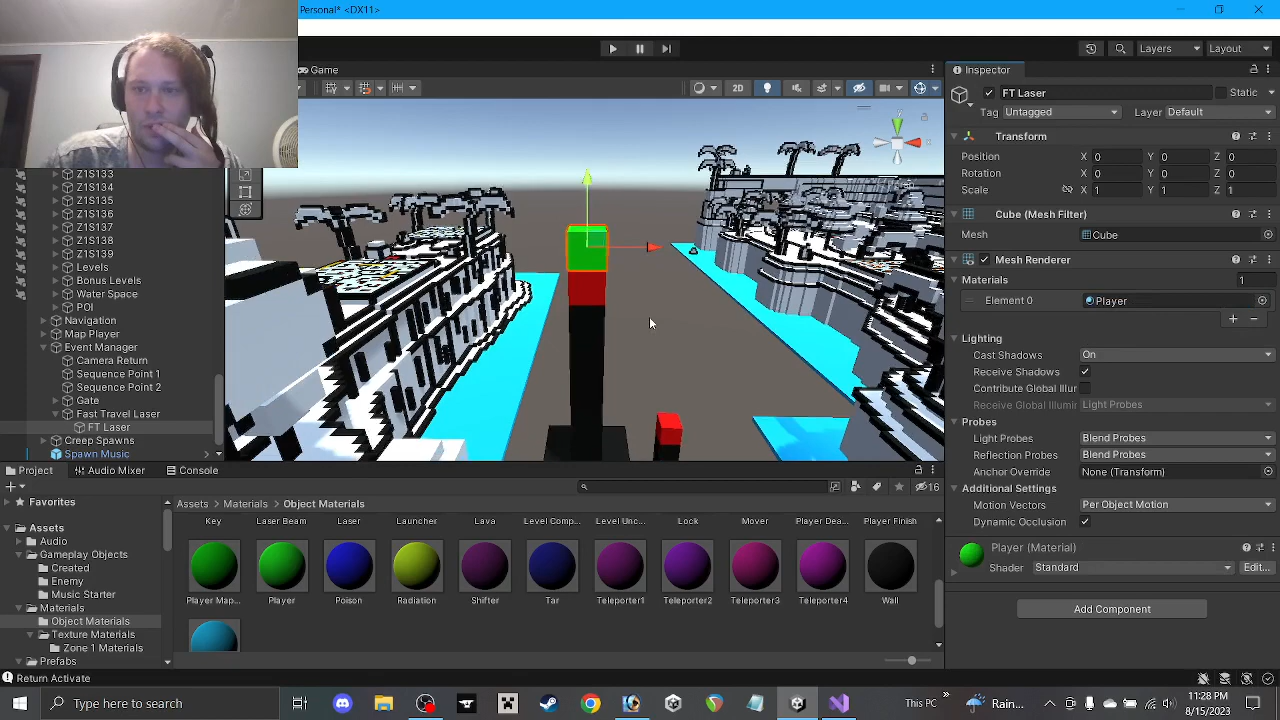 Personal* <DX11>
Layers
Layout
Game
Inspector
2D
FT Laser
Static
Tag Untagged Layer Default
Transform
Position X 0 Y 0 Z 0
Rotation X 0 Y 0 Z 0
Scale X 1 Y 1 Z 1
Cube (Mesh Filter)
Mesh Cube
Mesh Renderer
Materials 1
Element 0 Player
Lighting
Cast Shadows On
Receive Shadows
Contribute Global Illumir
Receive Global Illumir Light Probes
Probes
Light Probes Blend Probes
Reflection Probes Blend Probes
Anchor Override None (Transform)
Additional Settings
Motion Vectors Per Object Motion
Dynamic Occlusion
Player (Material)
Shader Standard Edit...
Add Component
Z1S133
Z1S134
Z1S135
Z1S136
Z1S137
Z1S138
Z1S139
Levels
Bonus Levels
Water Space
POI
Navigation
Map Player
Event Manager
Camera Return
Sequence Point 1
Sequence Point 2
Gate
Fast Travel Laser
FT Laser
Creep Spawns
Spawn Music
Project Audio Mixer Console
16
Favorites
Assets
Audio
Gameplay Objects
Created
Enemy
Music Starter
Materials
Object Materials
Texture Materials
Zone 1 Materials
Prefabs
Assets > Materials > Object Materials
Key Laser Beam Laser Launcher Lava Level Comp... Level Unc... Lock Mover Player Dea... Player Finish
Player Map... Player Poison Radiation Shifter Tar Teleporter1 Teleporter2 Teleporter3 Teleporter4 Wall
Return Activate
Type here to search
This PC
Rain...
11:28 PM
8/15/2023